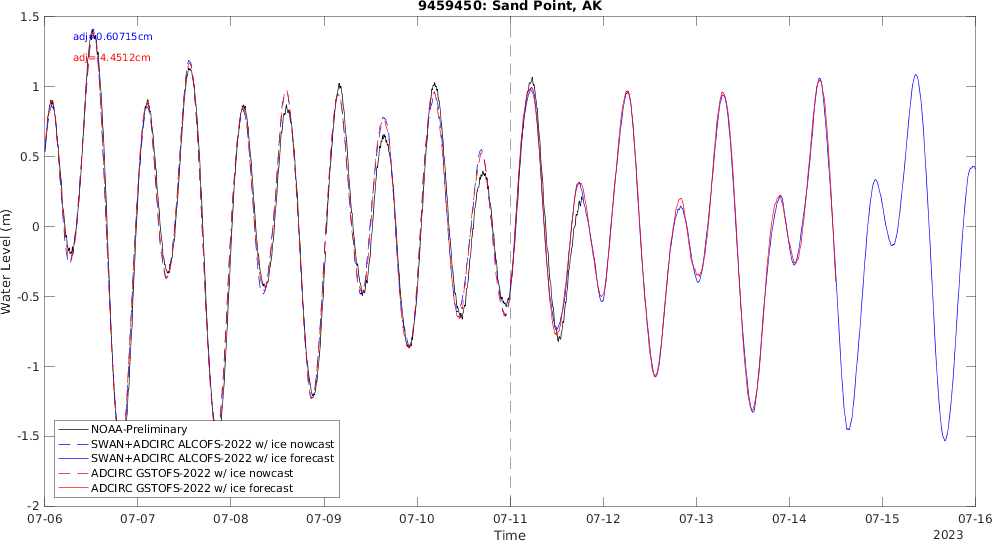 9459450: Sand Point, AK
adj=0.60715cm
adj=-4.4512cm
1.5
1
0.5
0
-0.5
-1
-1.5
-2
Water Level (m)
NOAA-Preliminary
SWAN+ADCIRC ALCOFS-2022 w/ ice nowcast
SWAN+ADCIRC ALCOFS-2022 w/ ice forecast
ADCIRC GSTOFS-2022 w/ ice nowcast
ADCIRC GSTOFS-2022 w/ ice forecast
07-06 07-07 07-08 07-09 07-10 07-11 07-12 07-13 07-14 07-15 07-16
Time
2023